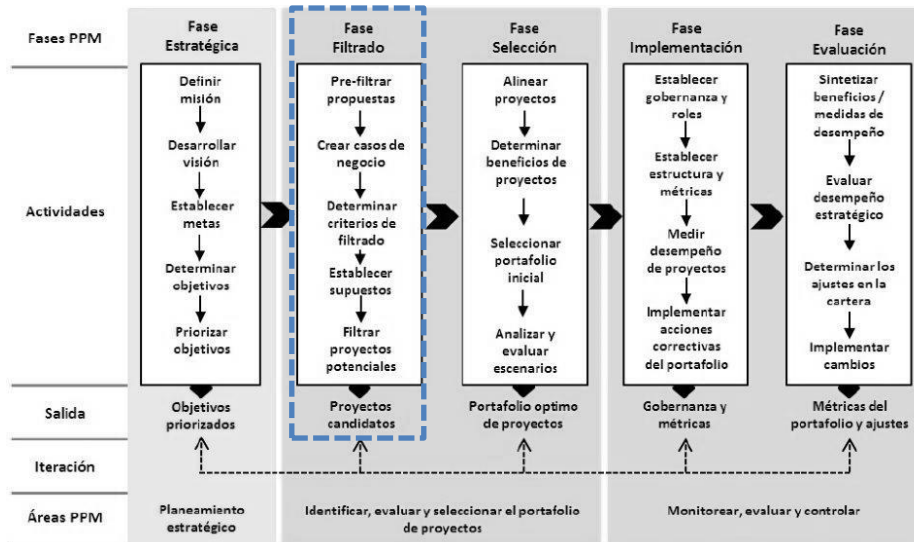 Fases PPM
Fase
Estratégica
Fase
Filtrado
Fase
Selección
Fase
Implementación
Fase
Evaluación
Actividades
Definir
misión
Desarrollar
visión
Establecer
metas
Determinar
objetivos
Priorizar
objetivos
Pre-filtrar
propuestas
Crear casos de
negocio
Determinar
criterios de
filtrado
Establecer
supuestos
Filtrar
proyectos
potenciales
Alinear
proyectos
Determinar
beneficios de
proyectos
Seleccionar
portafolio
inicial
Analizar y
evaluar
escenarios
Establecer
gobernanza y
roles
Establecer
estructura y
métricas
Medir
desempeño
de proyectos
Implementar
acciones
correctivas
del portafolio
Sintetizar
beneficios /
medidas de
desempeño
Evaluar
desempeño
estratégico
Determinar los
ajustes en la
cartera
Implementar
cambios
Salida
Objetivos
priorizados
Proyectos
candidatos
Portafolio optimo
de proyectos
Gobernanza y
métricas
Métricas del
portafolio y ajustes
Iteración
Áreas PPM
Planeamiento
estratégico
Identificar, evaluar y seleccionar el portafolio
de proyectos
Monitorear, evaluar y controlar